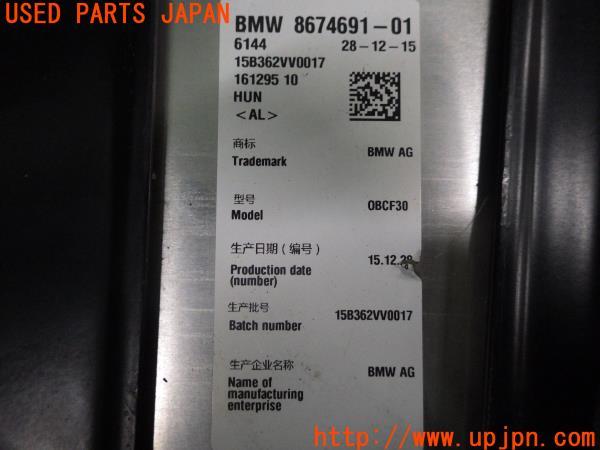 USED PARTS JAPAN
BMW 8674691-01
6144 28-12-15
15B362VV0017
161295 10
HUN
<AL>
商标
Trademark BMW AG
型号
Model OBCF30
生产日期（编号）
Production date 15.12.28
(number)
生产批号
Batch number 15B362VV0017
生产企业名称
Name of BMW AG
manufacturing
enterprise
http://www.upjpn.com/